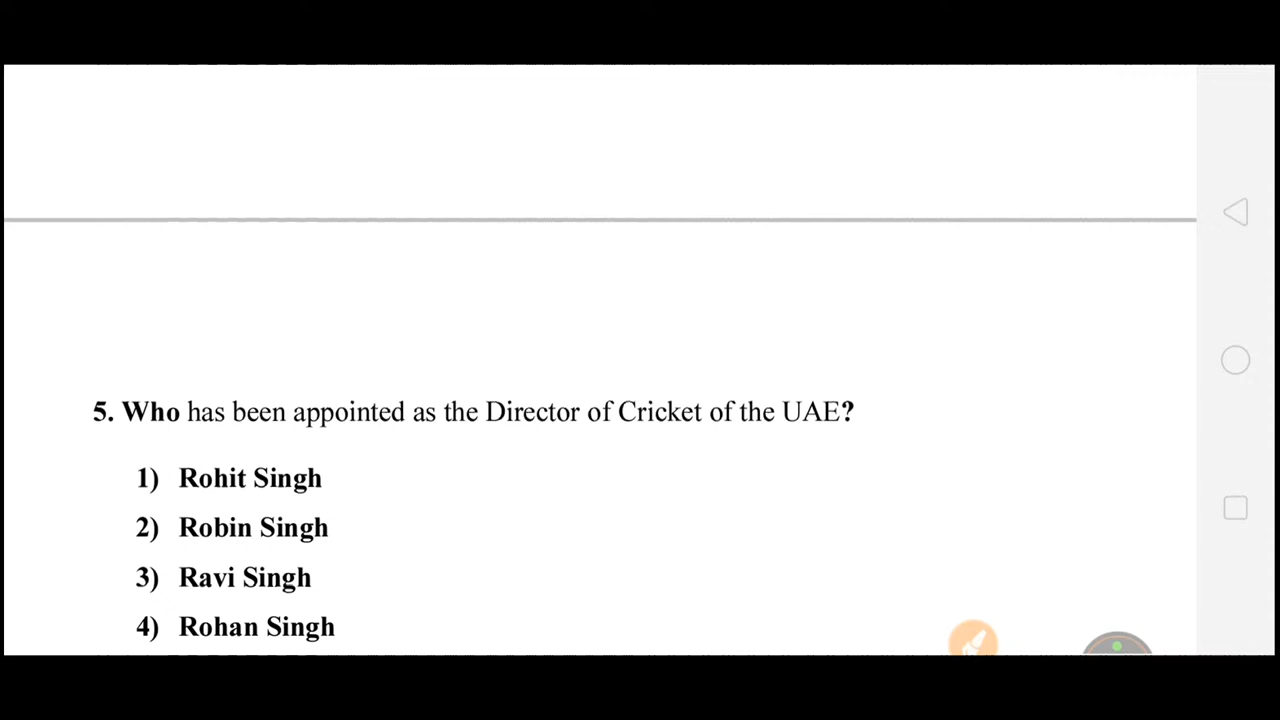 5. Who has been appointed as the Director of Cricket of the UAE?
1) Rohit Singh
2) Robin Singh
3) Ravi Singh
4) Rohan Singh